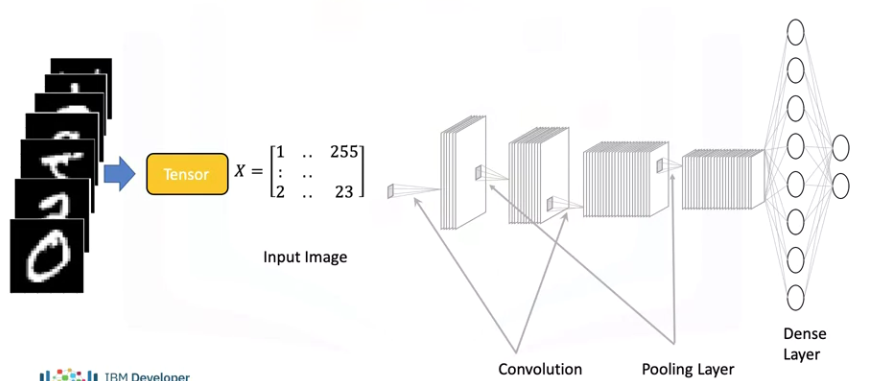 Tensor
X = [1 .. 255
: ..
2 .. 23]
Input Image
Convolution
Pooling Layer
Dense
Layer
IBM Developer